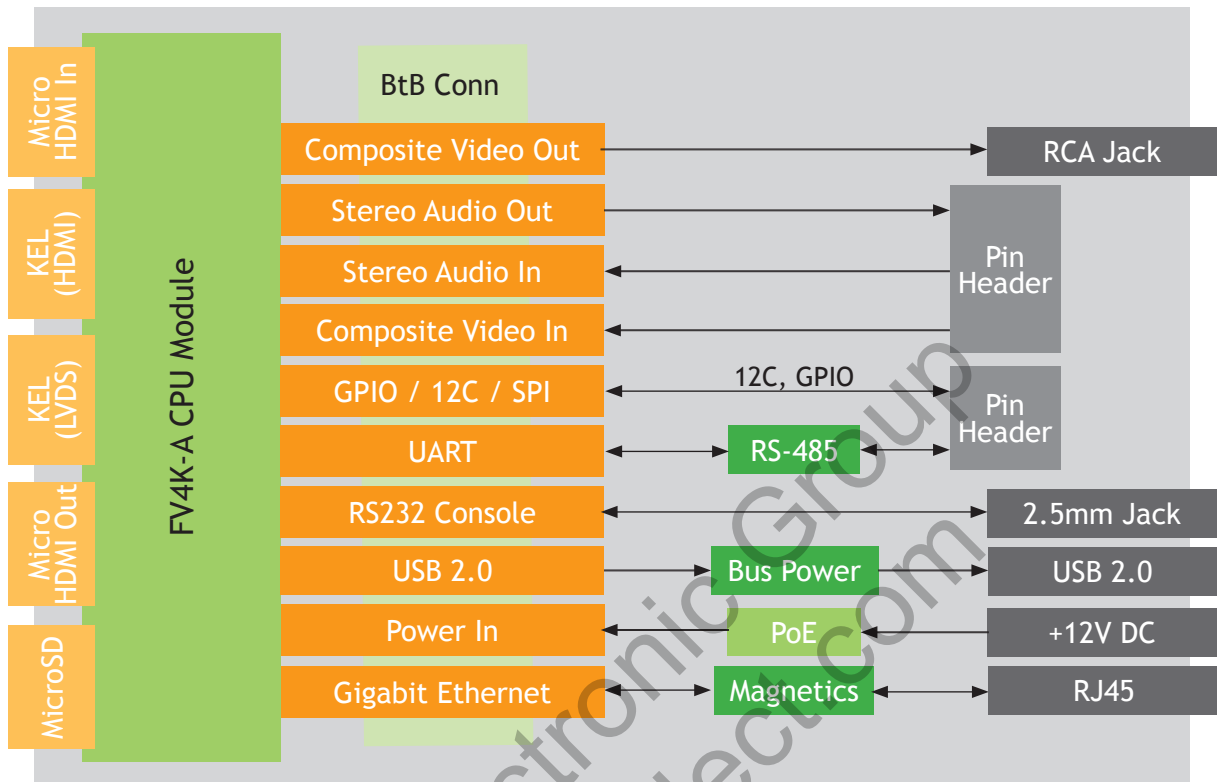 Micro
HDMI In
KEL
(HDMI)
KEL
(LVDS)
Micro
HDMI Out
MicroSD
FV4K-A CPU Module
BtB Conn
Composite Video Out
RCA Jack
Stereo Audio Out
Stereo Audio In
Composite Video In
Pin
Header
GPIO / 12C / SPI
12C, GPIO
Pin
Header
UART
RS-485
RS232 Console
2.5mm Jack
USB 2.0
Bus Power
USB 2.0
Power In
PoE
+12V DC
Gigabit Ethernet
Magnetics
RJ45
Group